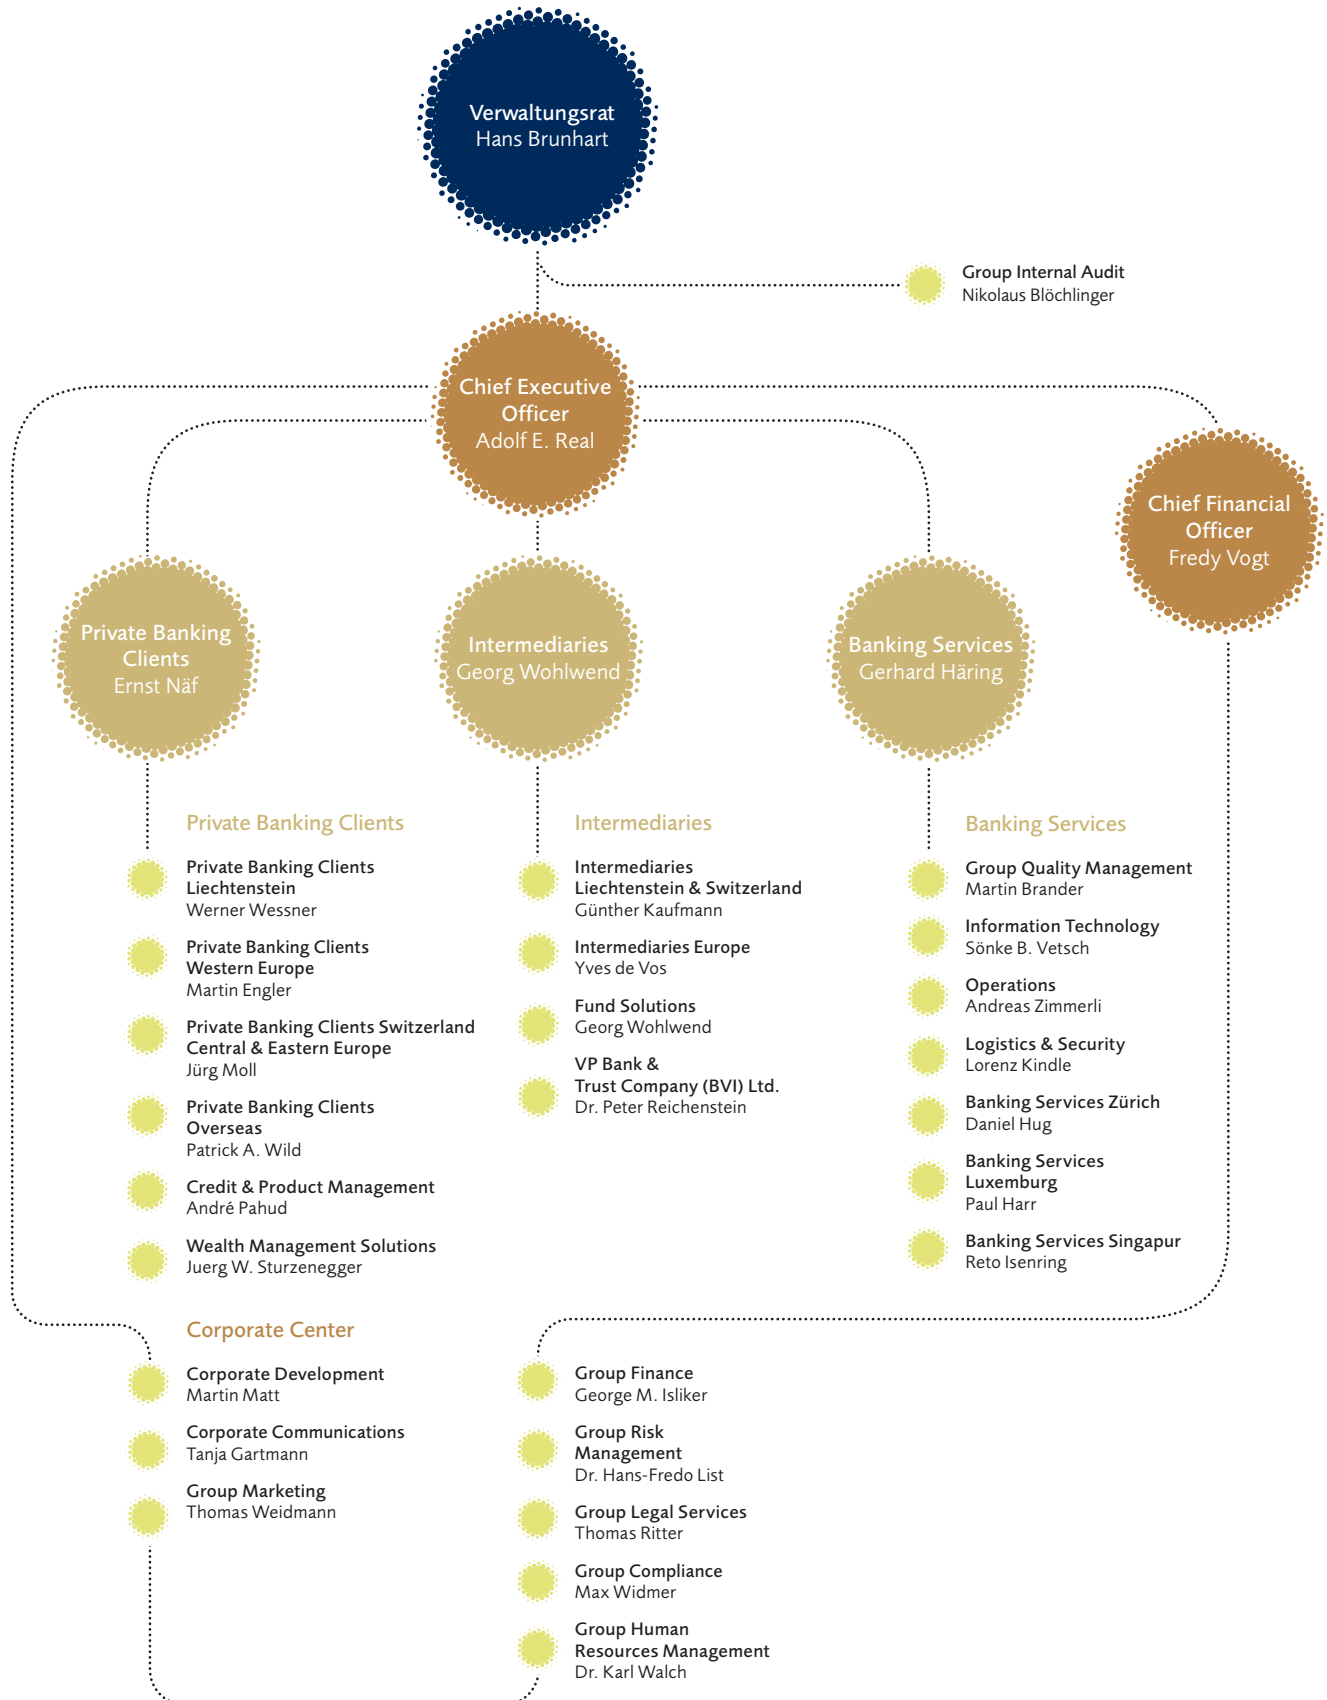 Verwaltungsrat
Hans Brunhart
Group Internal Audit
Nikolaus Blöchlinger
Chief Executive
Officer
Adolf E. Real
Chief Financial
Officer
Fredy Vogt
Private Banking
Clients
Ernst Näf
Intermediaries
Georg Wohlwend
Banking Services
Gerhard Häring
Private Banking Clients
Private Banking Clients
Liechtenstein
Werner Wessner
Private Banking Clients
Western Europe
Martin Engler
Private Banking Clients Switzerland
Central & Eastern Europe
Jürg Moll
Private Banking Clients
Overseas
Patrick A. Wild
Credit & Product Management
André Pahud
Wealth Management Solutions
Juerg W. Sturzenegger
Intermediaries
Intermediaries
Liechtenstein & Switzerland
Günther Kaufmann
Intermediaries Europe
Yves de Vos
Fund Solutions
Georg Wohlwend
VP Bank &
Trust Company (BVI) Ltd.
Dr. Peter Reichenstein
Banking Services
Group Quality Management
Martin Brander
Information Technology
Sönke B. Vetsch
Operations
Andreas Zimmerli
Logistics & Security
Lorenz Kindle
Banking Services Zürich
Daniel Hug
Banking Services
Luxemburg
Paul Harr
Banking Services Singapur
Reto Isenring
Corporate Center
Corporate Development
Martin Matt
Corporate Communications
Tanja Gartmann
Group Marketing
Thomas Weidmann
Group Finance
George M. Isliker
Group Risk
Management
Dr. Hans-Fredo List
Group Legal Services
Thomas Ritter
Group Compliance
Max Widmer
Group Human
Resources Management
Dr. Karl Walch